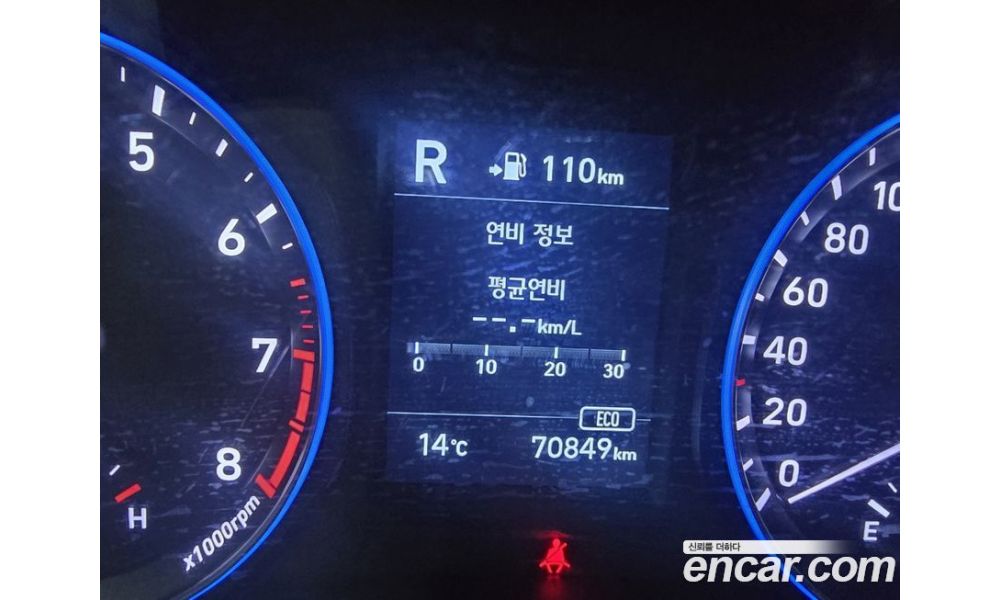 5
6
7
8
H
x1000rpm
R 110km
연비 정보
평균연비
--.-km/L
0 10 20 30
ECO
14℃ 70849km
80
60
40
20
0
E
신뢰를 더하다
encar.com